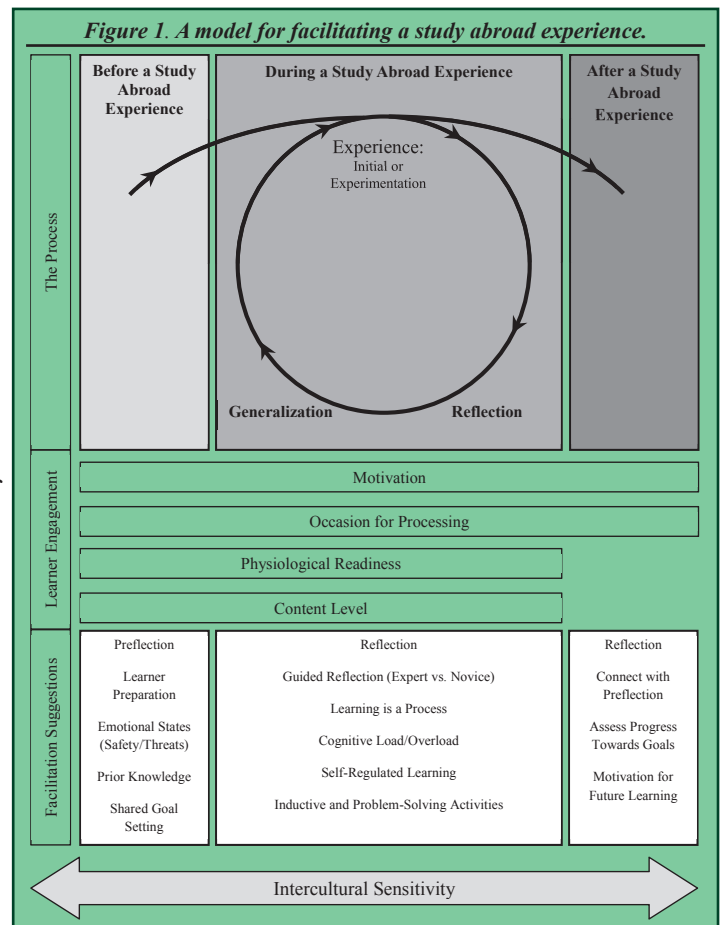 Figure 1. A model for facilitating a study abroad experience.
The Process
Before a Study
Abroad
Experience
During a Study Abroad Experience
After a Study
Abroad
Experience
Experience:
Initial or
Experimentation
Generalization
Reflection
Learner Engagement
Motivation
Occasion for Processing
Physiological Readiness
Content Level
Facilitation Suggestions
Preflection
Learner
Preparation
Emotional States
(Safety/Threats)
Prior Knowledge
Shared Goal
Setting
Reflection
Guided Reflection (Expert vs. Novice)
Learning is a Process
Cognitive Load/Overload
Self-Regulated Learning
Inductive and Problem-Solving Activities
Reflection
Connect with
Preflection
Assess Progress
Towards Goals
Motivation for
Future Learning
Intercultural Sensitivity